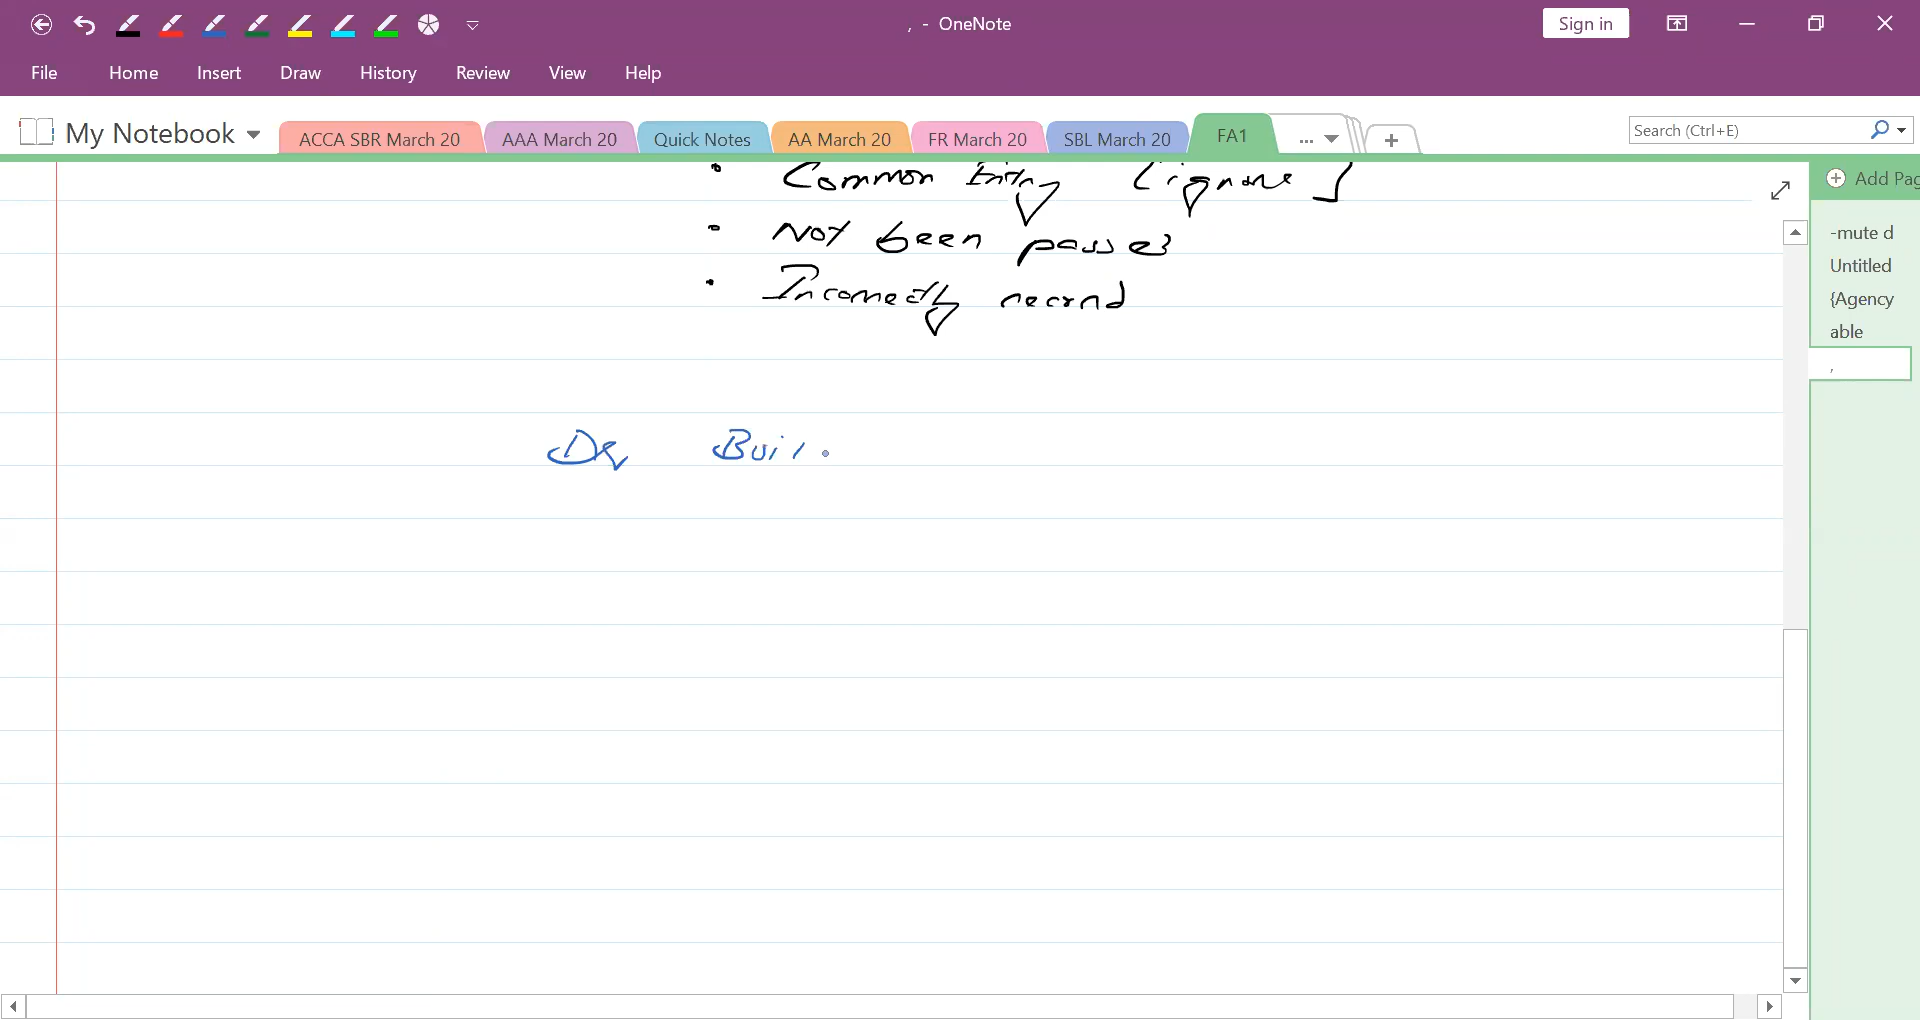 , - OneNote
Sign in
File Home Insert Draw History Review View Help
My Notebook
ACCA SBR March 20 AAA March 20 Quick Notes AA March 20 FR March 20 SBL March 20 FA1 ...
Search (Ctrl+E)
Add Pag
-mute d
Untitled
{Agency
able
,
• Common Entry [ignore]
• Not been passed
• Incorrectly record
Dr Buil